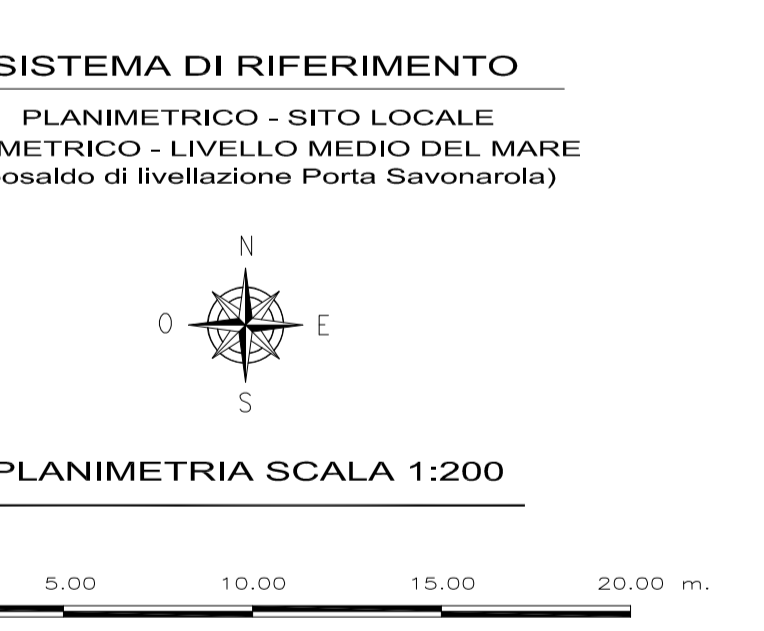 SISTEMA DI RIFERIMENTO
PLANIMETRICO - SITO LOCALE
METRICO - LIVELLO MEDIO DEL MARE
osaldo di livellazione Porta Savonarola)
N
O E
S
PLANIMETRIA SCALA 1:200
5.00 10.00 15.00 20.00 m.